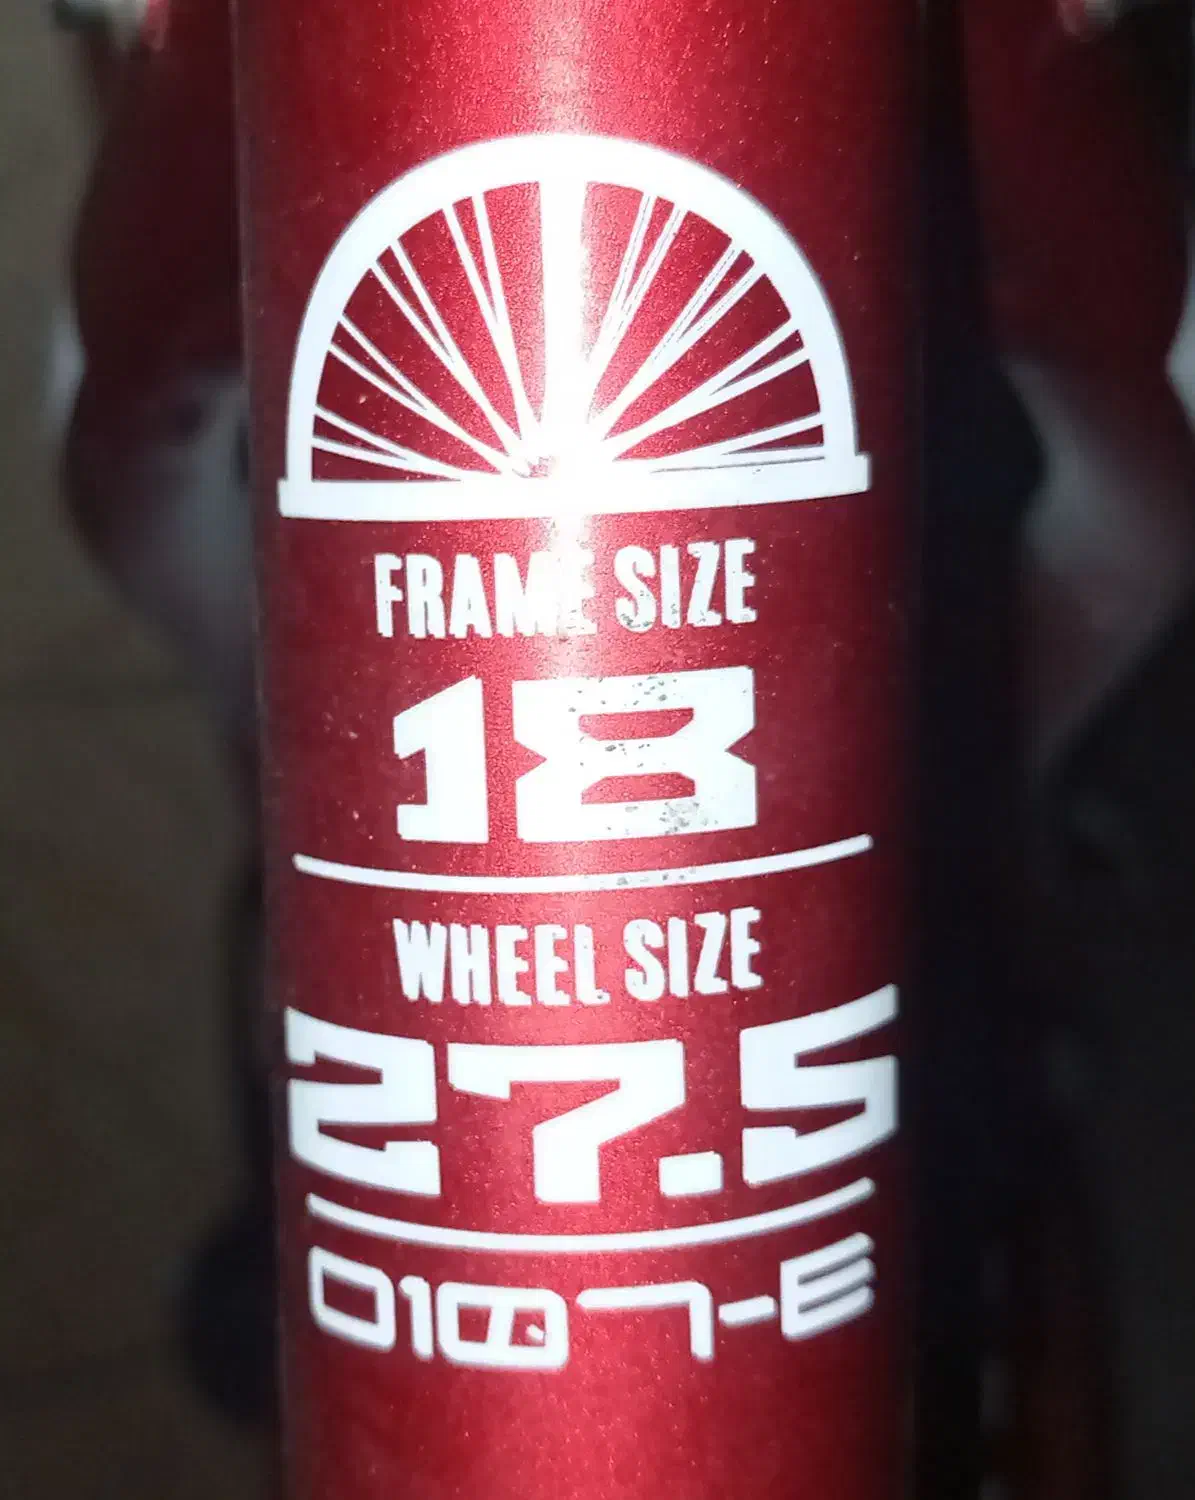 FRAME SIZE
18
WHEEL SIZE
27.5
0107-E